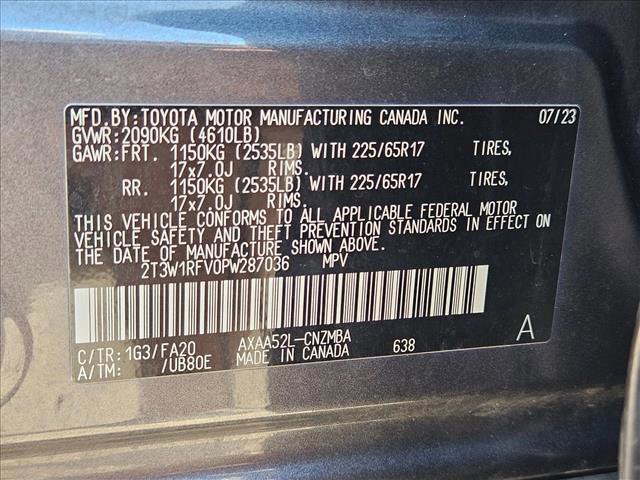 MFD.BY:TOYOTA MOTOR MANUFACTURING CANADA INC. 07/23
GVWR:2090KG (4610LB)
GAWR:FRT. 1150KG (2535LB) WITH 225/65R17 TIRES,
17x7.0J RIMS.
RR. 1150KG (2535LB) WITH 225/65R17 TIRES,
17x7.0J RIMS.
THIS VEHICLE CONFORMS TO ALL APPLICABLE FEDERAL MOTOR
VEHICLE SAFETY AND THEFT PREVENTION STANDARDS IN EFFECT ON
THE DATE OF MANUFACTURE SHOWN ABOVE.
2T3W1RFV0PW287036 MPV
C/TR: 1G3/FA20 AXAA52L-CNZMBA A
A/TM: /UB80E MADE IN CANADA 638